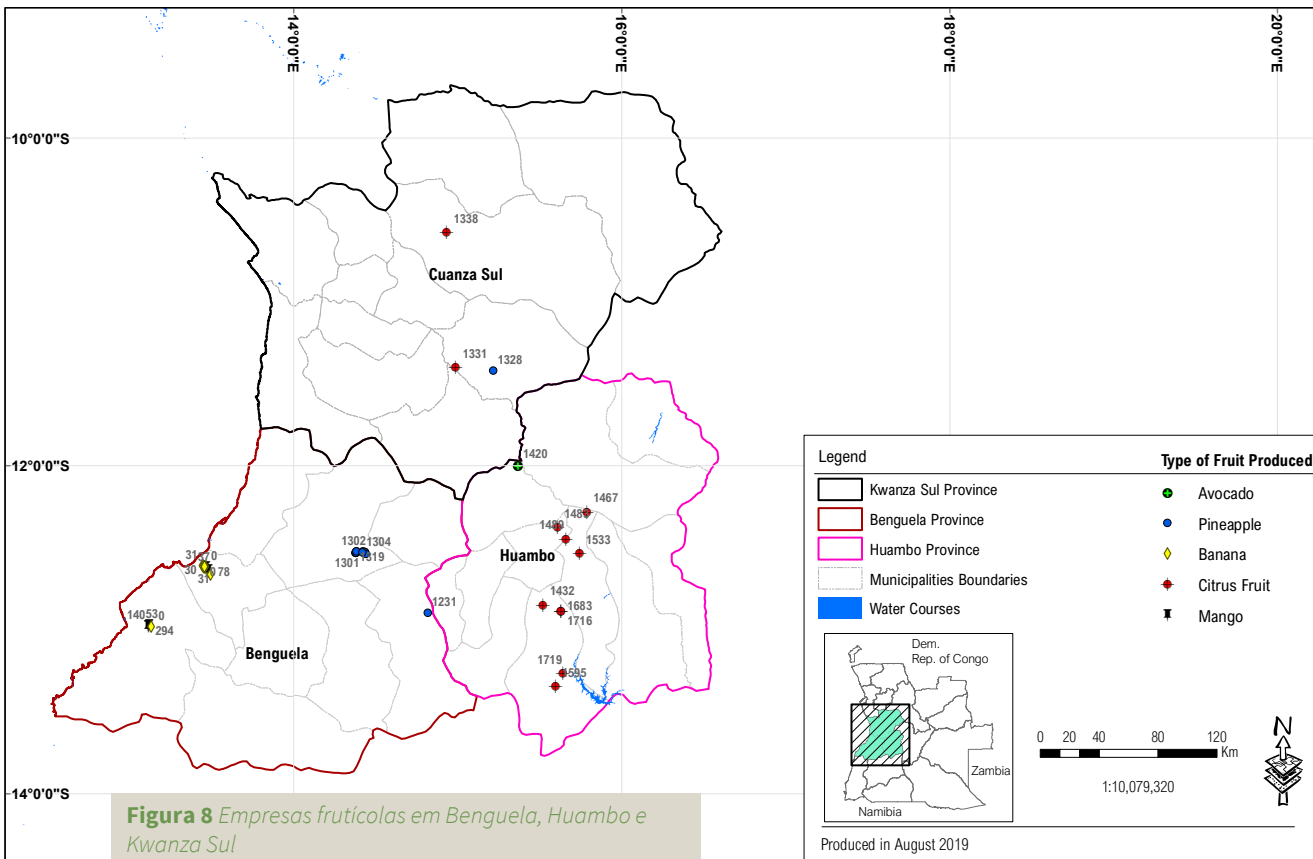 14°0'0"E
16°0'0"E
18°0'0"E
20°0'0"E
10°0'0"S
1338
Cuanza Sul
1331
1328
12°0'0"S
1420
1467
1302
1304
1533
1301
Huambo
78
1432
1231
1683
1716
294
Benguela
1719
1595
14°0'0"S
Legend
Kwanza Sul Province
Benguela Province
Huambo Province
Municipalities Boundaries
Water Courses
Type of Fruit Produced
Avocado
Pineapple
Banana
Citrus Fruit
Mango
Dem.
Rep. of Congo
Zambia
Namibia
0 20 40 80 120
Km
1:10,079,320
N
Produced in August 2019
Figura 8 Empresas frutícolas em Benguela, Huambo e
Kwanza Sul